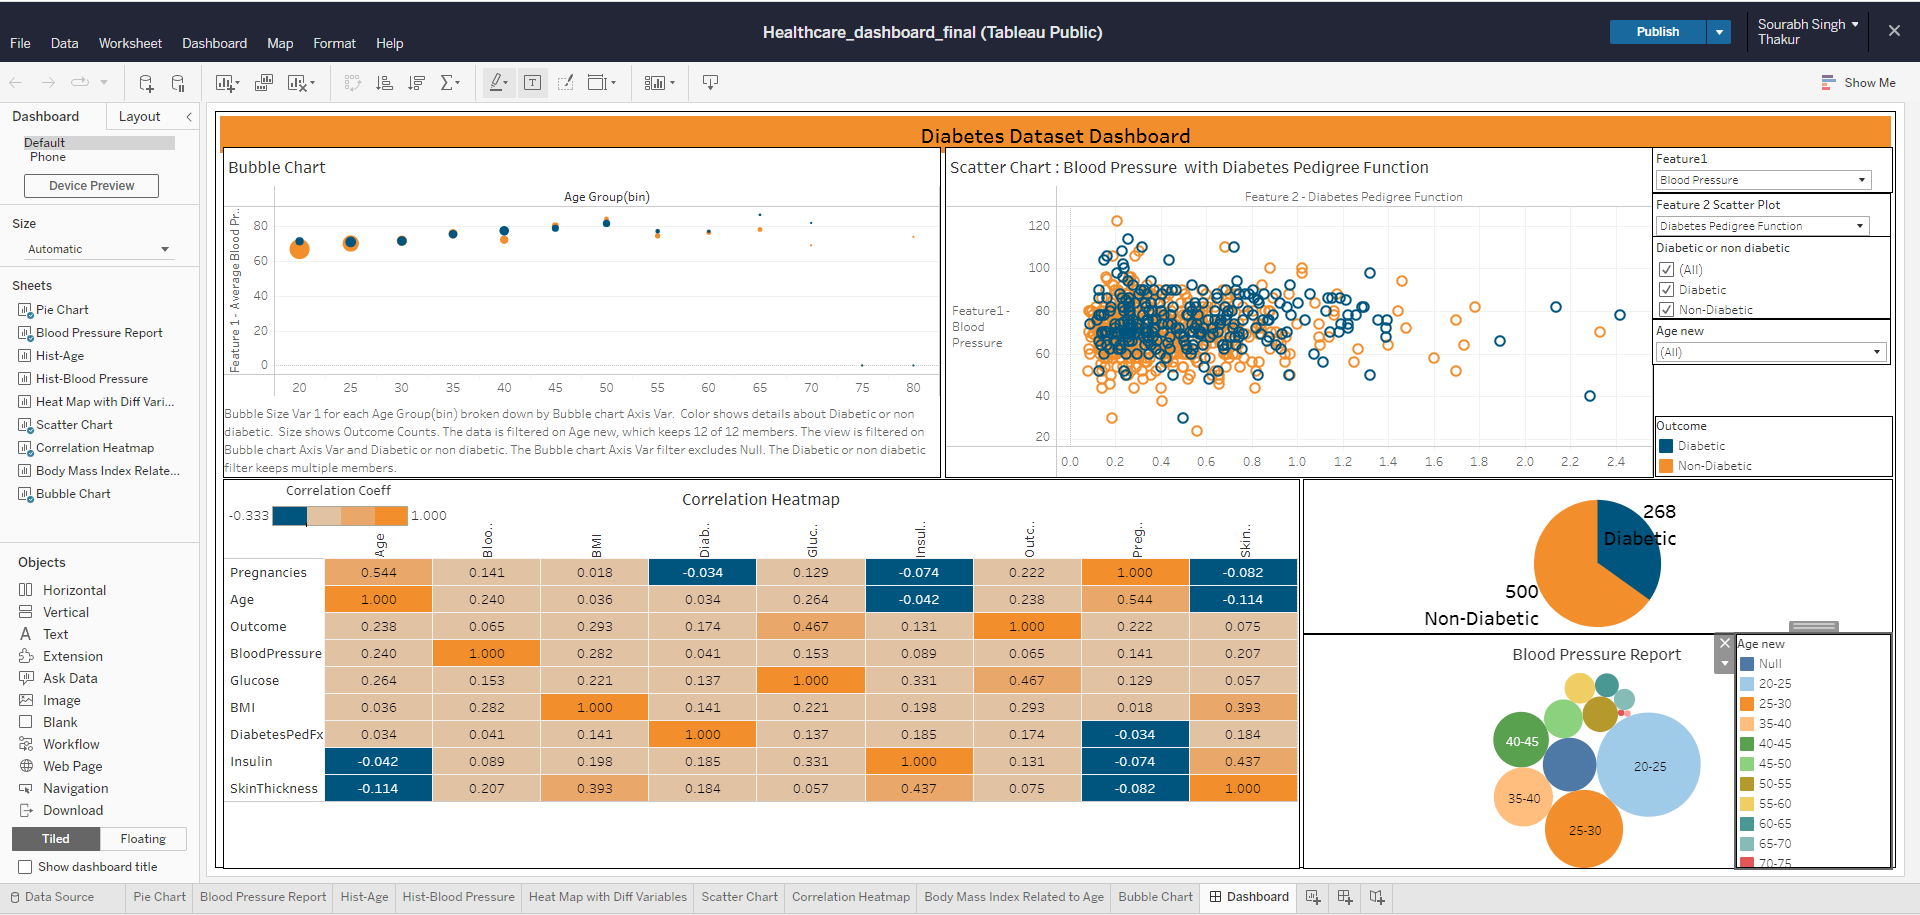 Healthcare_dashboard_final (Tableau Public)
Publish
Sourabh Singh
Thakur
File Data Worksheet Dashboard Map Format Help
Show Me
Dashboard Layout
Default
Phone
Device Preview
Size
Automatic
Sheets
Pie Chart
Blood Pressure Report
Hist-Age
Hist-Blood Pressure
Heat Map with Diff Vari...
Scatter Chart
Correlation Heatmap
Body Mass Index Relate...
Bubble Chart
Objects
Horizontal
Vertical
Text
Extension
Ask Data
Image
Blank
Workflow
Web Page
Navigation
Download
Tiled Floating
Show dashboard title
Diabetes Dataset Dashboard
Bubble Chart
Age Group(bin)
Feature 1 - Average Blood Pr..
80
60
40
20
0
20 25 30 35 40 45 50 55 60 65 70 75 80
Bubble Size Var 1 for each Age Group(bin) broken down by Bubble chart Axis Var. Color shows details about Diabetic or non
diabetic. Size shows Outcome Counts. The data is filtered on Age new, which keeps 12 of 12 members. The view is filtered on
Bubble chart Axis Var and Diabetic or non diabetic. The Bubble chart Axis Var filter excludes Null. The Diabetic or non diabetic
filter keeps multiple members.
Scatter Chart : Blood Pressure with Diabetes Pedigree Function
Feature 2 - Diabetes Pedigree Function
Feature1 -
Blood
Pressure
120
100
80
60
40
20
0.0 0.2 0.4 0.6 0.8 1.0 1.2 1.4 1.6 1.8 2.0 2.2 2.4
Feature1
Blood Pressure
Feature 2 Scatter Plot
Diabetes Pedigree Function
Diabetic or non diabetic
(All)
Diabetic
Non-Diabetic
Age new
(All)
Outcome
Diabetic
Non-Diabetic
Correlation Coeff
-0.333 1.000
Correlation Heatmap
Age Bloo.. BMI Diab.. Gluc.. Insul.. Outc.. Preg.. Skin..
Pregnancies 0.544 0.141 0.018 -0.034 0.129 -0.074 0.222 1.000 -0.082
Age 1.000 0.240 0.036 0.034 0.264 -0.042 0.238 0.544 -0.114
Outcome 0.238 0.065 0.293 0.174 0.467 0.131 1.000 0.222 0.075
BloodPressure 0.240 1.000 0.282 0.041 0.153 0.089 0.065 0.141 0.207
Glucose 0.264 0.153 0.221 0.137 1.000 0.331 0.467 0.129 0.057
BMI 0.036 0.282 1.000 0.141 0.221 0.198 0.293 0.018 0.393
DiabetesPedFx 0.034 0.041 0.141 1.000 0.137 0.185 0.174 -0.034 0.184
Insulin -0.042 0.089 0.198 0.185 0.331 1.000 0.131 -0.074 0.437
SkinThickness -0.114 0.207 0.393 0.184 0.057 0.437 0.075 -0.082 1.000
268
Diabetic
500
Non-Diabetic
Blood Pressure Report
40-45
20-25
35-40
25-30
Age new
Null
20-25
25-30
35-40
40-45
45-50
50-55
55-60
60-65
65-70
70-75
Data Source Pie Chart Blood Pressure Report Hist-Age Hist-Blood Pressure Heat Map with Diff Variables Scatter Chart Correlation Heatmap Body Mass Index Related to Age Bubble Chart Dashboard